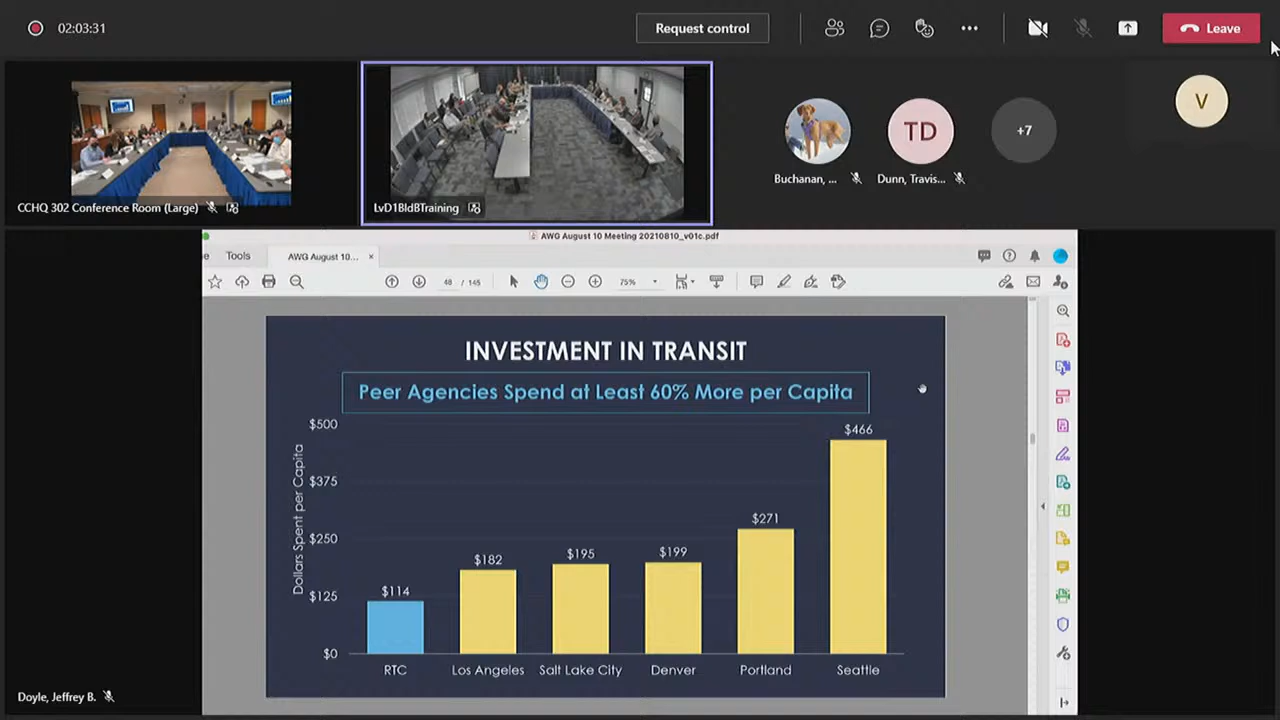 02:03:31
Request control
Leave
CCHQ 302 Conference Room (Large)
LvD1BldBTraining
Buchanan, ...
TD
Dunn, Travis...
+7
V
AWG August 10 Meeting 20210810_v01c.pdf
Tools
AWG August 10...
48 / 145
75%
INVESTMENT IN TRANSIT
Peer Agencies Spend at Least 60% More per Capita
Dollars Spent per Capita
$500
$375
$250
$125
$0
$114
$182
$195
$199
$271
$466
RTC
Los Angeles
Salt Lake City
Denver
Portland
Seattle
Doyle, Jeffrey B.